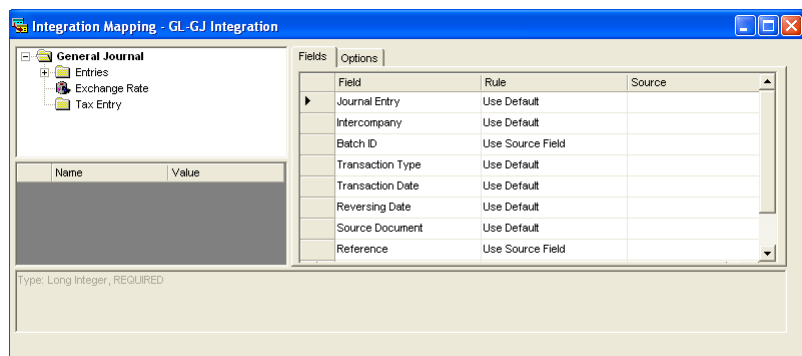 Integration Mapping - GL-GJ Integration
General Journal
Entries
Exchange Rate
Tax Entry
Name Value
Fields Options
Field Rule Source
Journal Entry Use Default
Intercompany Use Default
Batch ID Use Source Field
Transaction Type Use Default
Transaction Date Use Default
Reversing Date Use Default
Source Document Use Default
Reference Use Source Field
Type: Long Integer, REQUIRED